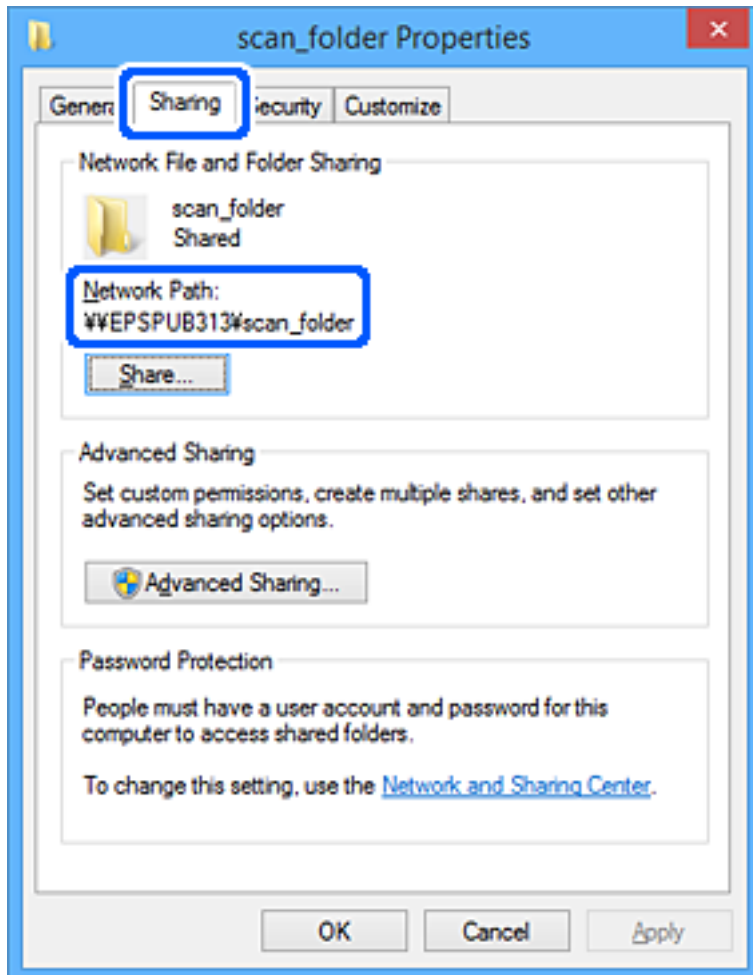 scan_folder Properties
General Sharing Security Customize
Network File and Folder Sharing
scan_folder
Shared
Network Path:
¥¥EPSPUB313¥scan_folder
Share...
Advanced Sharing
Set custom permissions, create multiple shares, and set other
advanced sharing options.
Advanced Sharing...
Password Protection
People must have a user account and password for this
computer to access shared folders.
To change this setting, use the Network and Sharing Center.
OK Cancel Apply